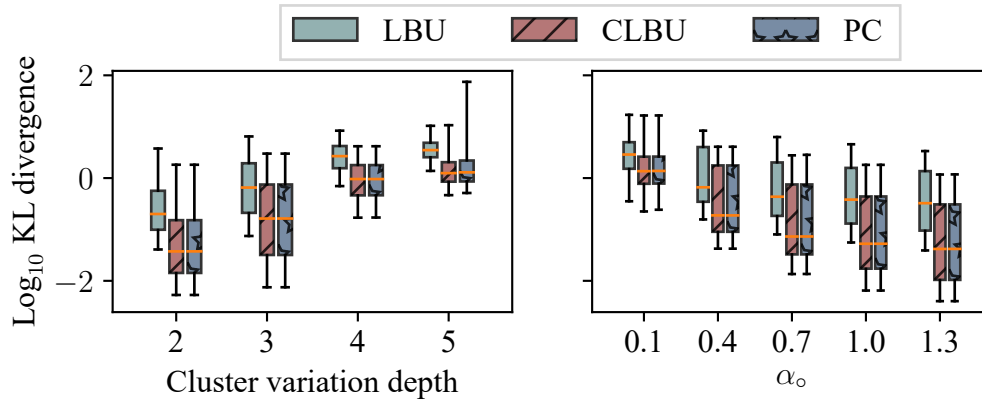 LBU CLBU PC
Log₁₀ KL divergence
2
0
−2
2 3 4 5
Cluster variation depth
0.1 0.4 0.7 1.0 1.3
α∘